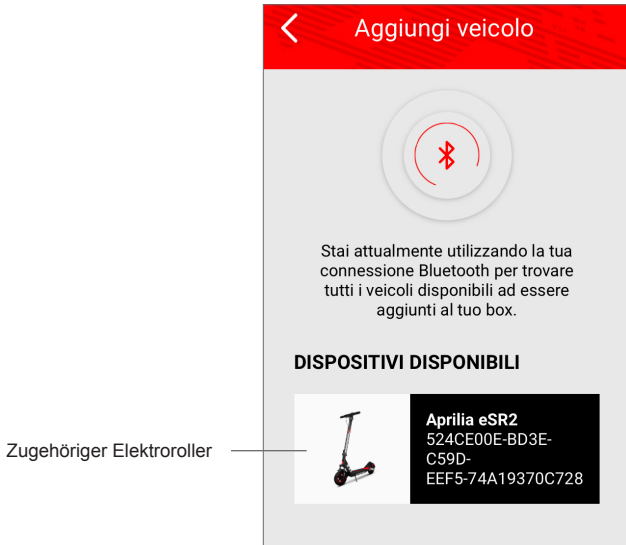 Aggiungi veicolo
Stai attualmente utilizzando la tua
connessione Bluetooth per trovare
tutti i veicoli disponibili ad essere
aggiunti al tuo box.
DISPOSITIVI DISPONIBILI
Zugehöriger Elektroroller
Aprilia eSR2
524CE00E-BD3E-
C59D-
EEF5-74A19370C728